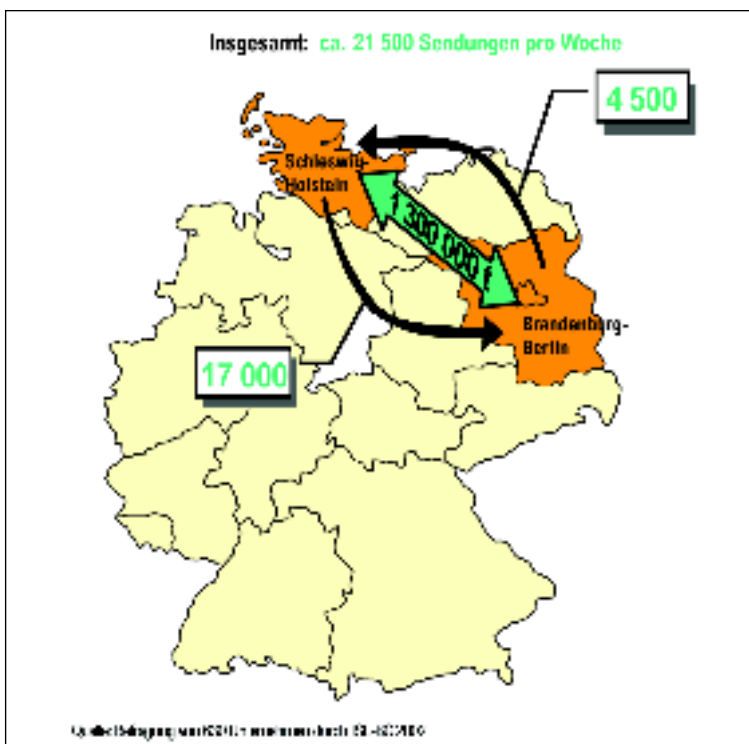 Insgesamt: ca. 21 500 Sendungen pro Woche
4 500
Schleswig-
Holstein
1 300 000 t
Brandenburg-
Berlin
17 000